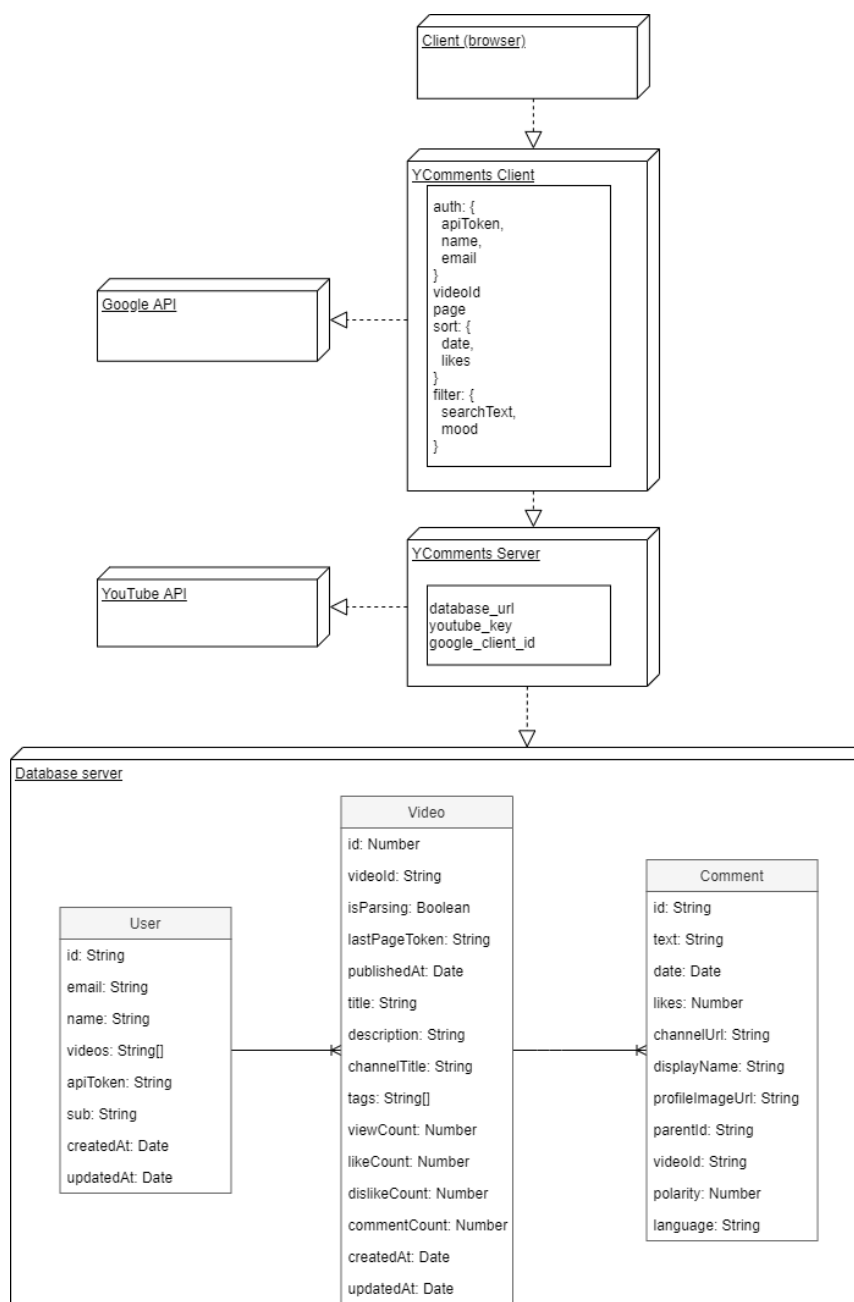 Client (browser)
YComments Client
auth: {
apiToken,
name,
email
}
videoId
page
sort: {
date,
likes
}
filter: {
searchText,
mood
}
Google API
YComments Server
database_url
youtube_key
google_client_id
YouTube API
Database server
User
id: String
email: String
name: String
videos: String[]
apiToken: String
sub: String
createdAt: Date
updatedAt: Date
Video
id: Number
videoId: String
isParsing: Boolean
lastPageToken: String
publishedAt: Date
title: String
description: String
channelTitle: String
tags: String[]
viewCount: Number
likeCount: Number
dislikeCount: Number
commentCount: Number
createdAt: Date
updatedAt: Date
Comment
id: String
text: String
date: Date
likes: Number
channelUrl: String
displayName: String
profileImageUrl: String
parentId: String
videoId: String
polarity: Number
language: String